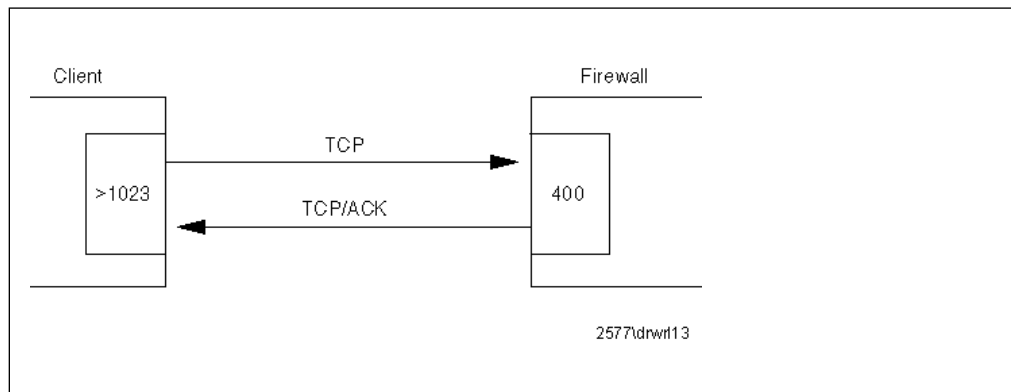 Client
Firewall
TCP
>1023
400
TCP/ACK
2577\drwrl13